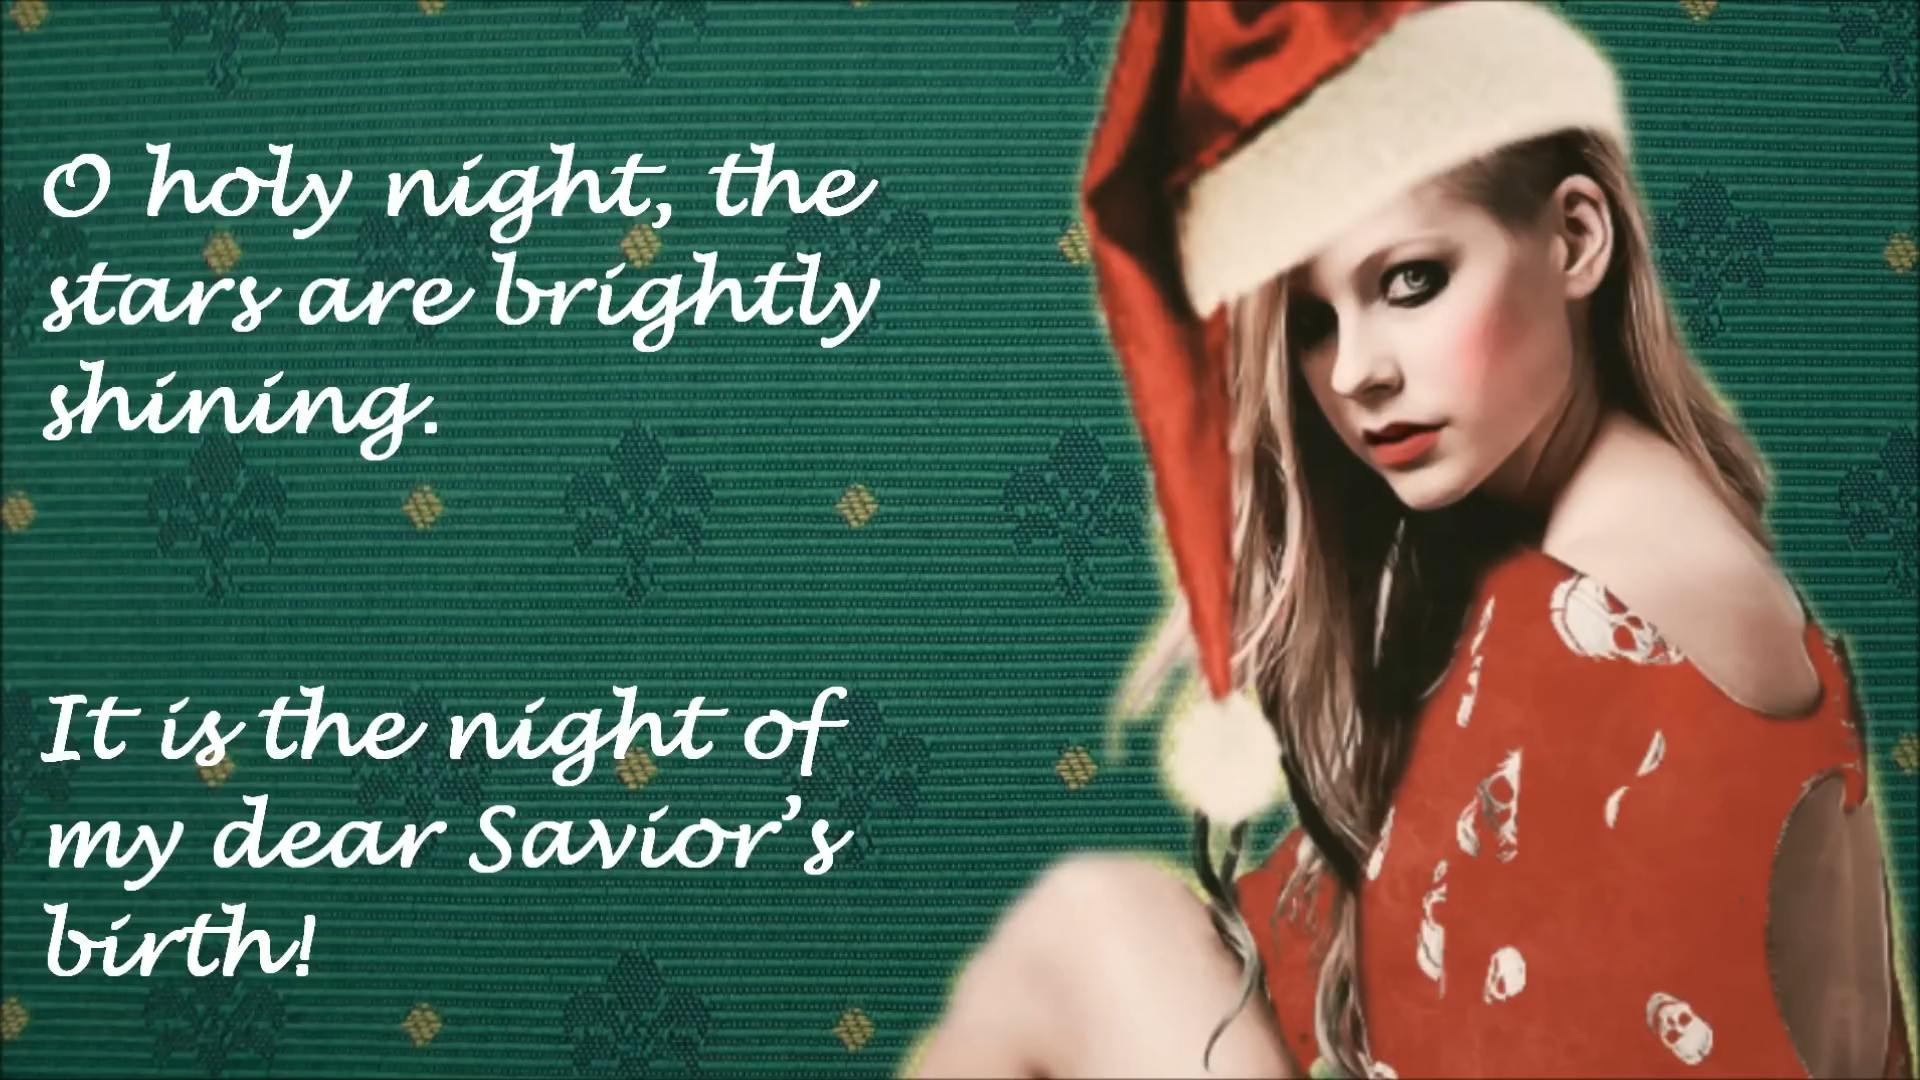 O holy night, the
stars are brightly
shining.
It is the night of
my dear Savior's
birth!